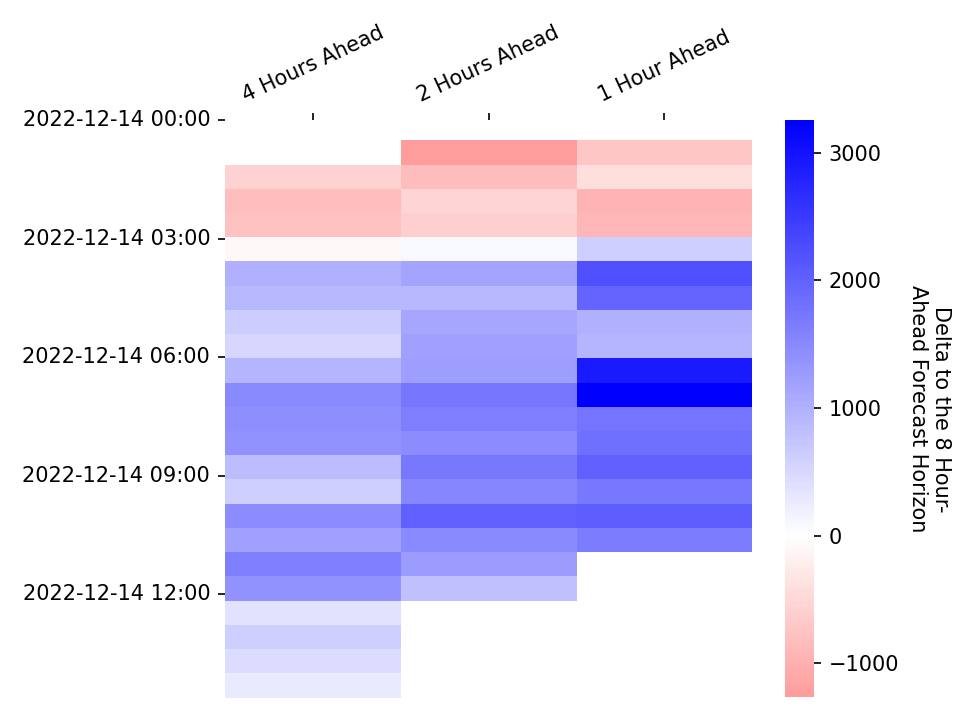 4 Hours Ahead
2 Hours Ahead
1 Hour Ahead
2022-12-14 00:00
2022-12-14 03:00
2022-12-14 06:00
2022-12-14 09:00
2022-12-14 12:00
3000
2000
1000
0
−1000
Delta to the 8 Hour-
Ahead Forecast Horizon